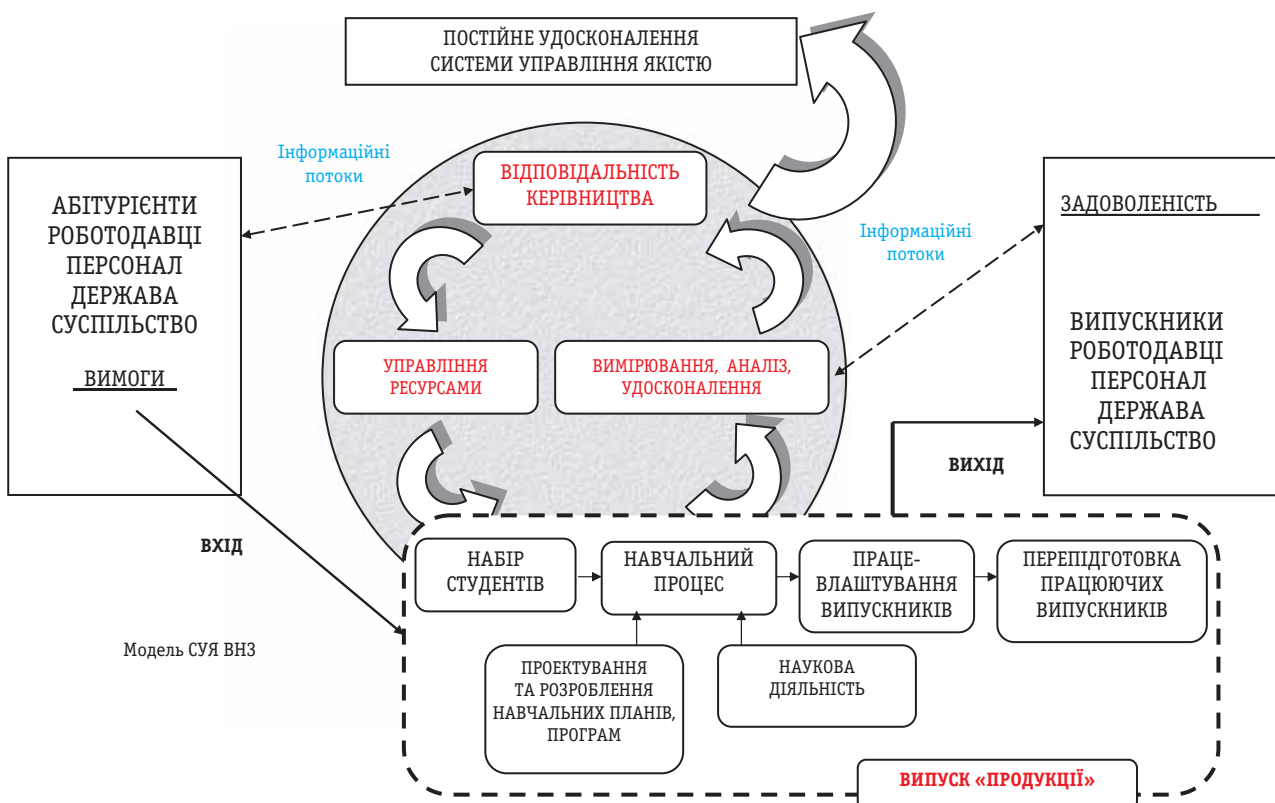 ПОСТІЙНЕ УДОСКОНАЛЕННЯ
СИСТЕМИ УПРАВЛІННЯ ЯКІСТЮ
Інформаційні
потоки
ВІДПОВІДАЛЬНІСТЬ
КЕРІВНИЦТВА
АБІТУРІЄНТИ
РОБОТОДАВЦІ
ПЕРСОНАЛ
ДЕРЖАВА
СУСПІЛЬСТВО
ВИМОГИ
ЗАДОВОЛЕНІСТЬ
Інформаційні
потоки
ВИПУСКНИКИ
РОБОТОДАВЦІ
ПЕРСОНАЛ
ДЕРЖАВА
СУСПІЛЬСТВО
УПРАВЛІННЯ
РЕСУРСАМИ
ВИМІРЮВАННЯ, АНАЛІЗ,
УДОСКОНАЛЕННЯ
ВИХІД
ВХІД
НАБІР
СТУДЕНТІВ
НАВЧАЛЬНИЙ
ПРОЦЕС
ПРАЦЕ-
ВЛАШТУВАННЯ
ВИПУСКНИКІВ
ПЕРЕПІДГОТОВКА
ПРАЦЮЮЧИХ
ВИПУСКНИКІВ
Модель СУЯ ВНЗ
ПРОЕКТУВАННЯ
ТА РОЗРОБЛЕННЯ
НАВЧАЛЬНИХ ПЛАНІВ,
ПРОГРАМ
НАУКОВА
ДІЯЛЬНІСТЬ
ВИПУСК «ПРОДУКЦІЇ»